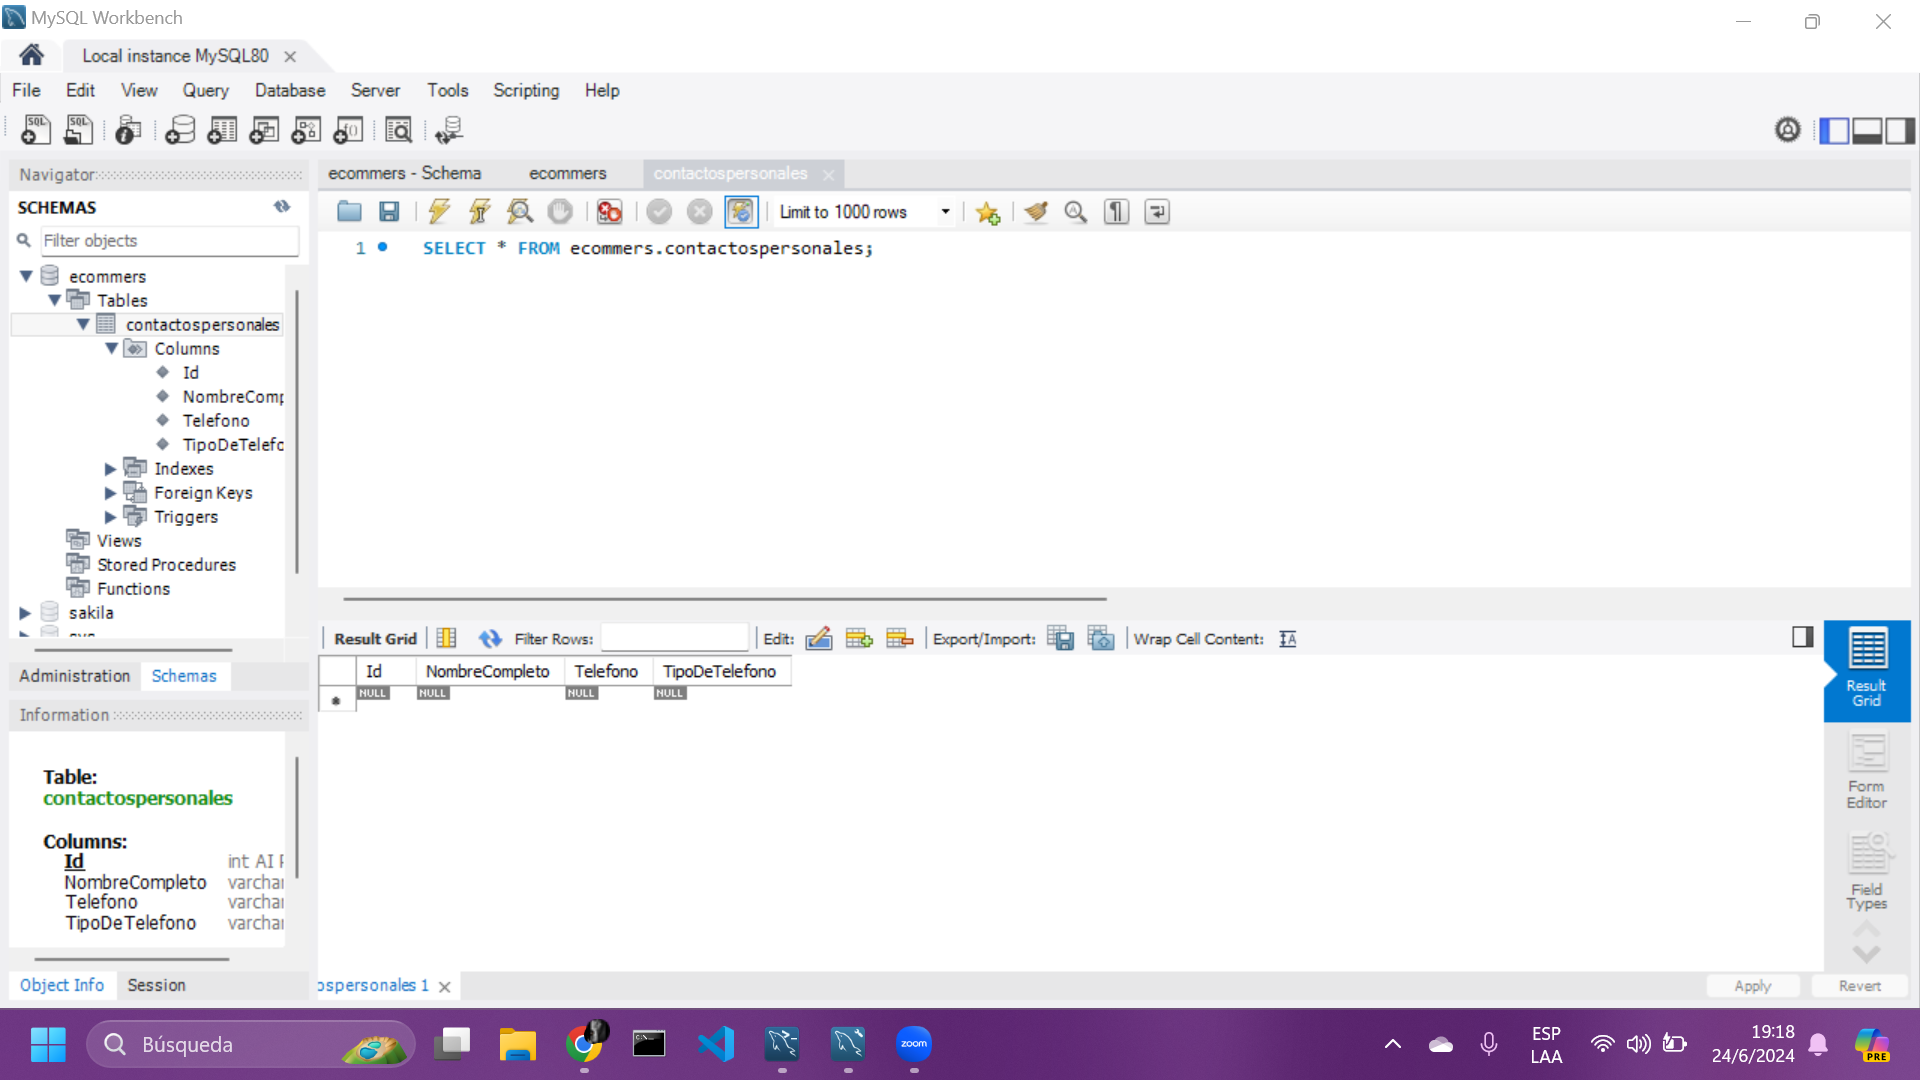 MySQL Workbench
Local instance MySQL80
File Edit View Query Database Server Tools Scripting Help
SQL SQL
Navigator
SCHEMAS
Filter objects
ecommers
Tables
contactospersonales
Columns
Id
NombreComp
Telefono
TipoDeTelefo
Indexes
Foreign Keys
Triggers
Views
Stored Procedures
Functions
sakila
Administration Schemas
Information
Table:
contactospersonales
Columns:
Id int AI
NombreCompleto varchar
Telefono varchar
TipoDeTelefono varchar
Object Info Session
ecommers - Schema ecommers contactospersonales
Limit to 1000 rows
1 SELECT * FROM ecommers.contactospersonales;
Result Grid Filter Rows: Edit: Export/Import: Wrap Cell Content:
Id NombreCompleto Telefono TipoDeTelefono
NULL NULL NULL NULL
Result
Grid
Form
Editor
Field
Types
ospersonales 1
Apply Revert
Búsqueda
zoom
ESP
LAA
19:18
24/6/2024
PRE